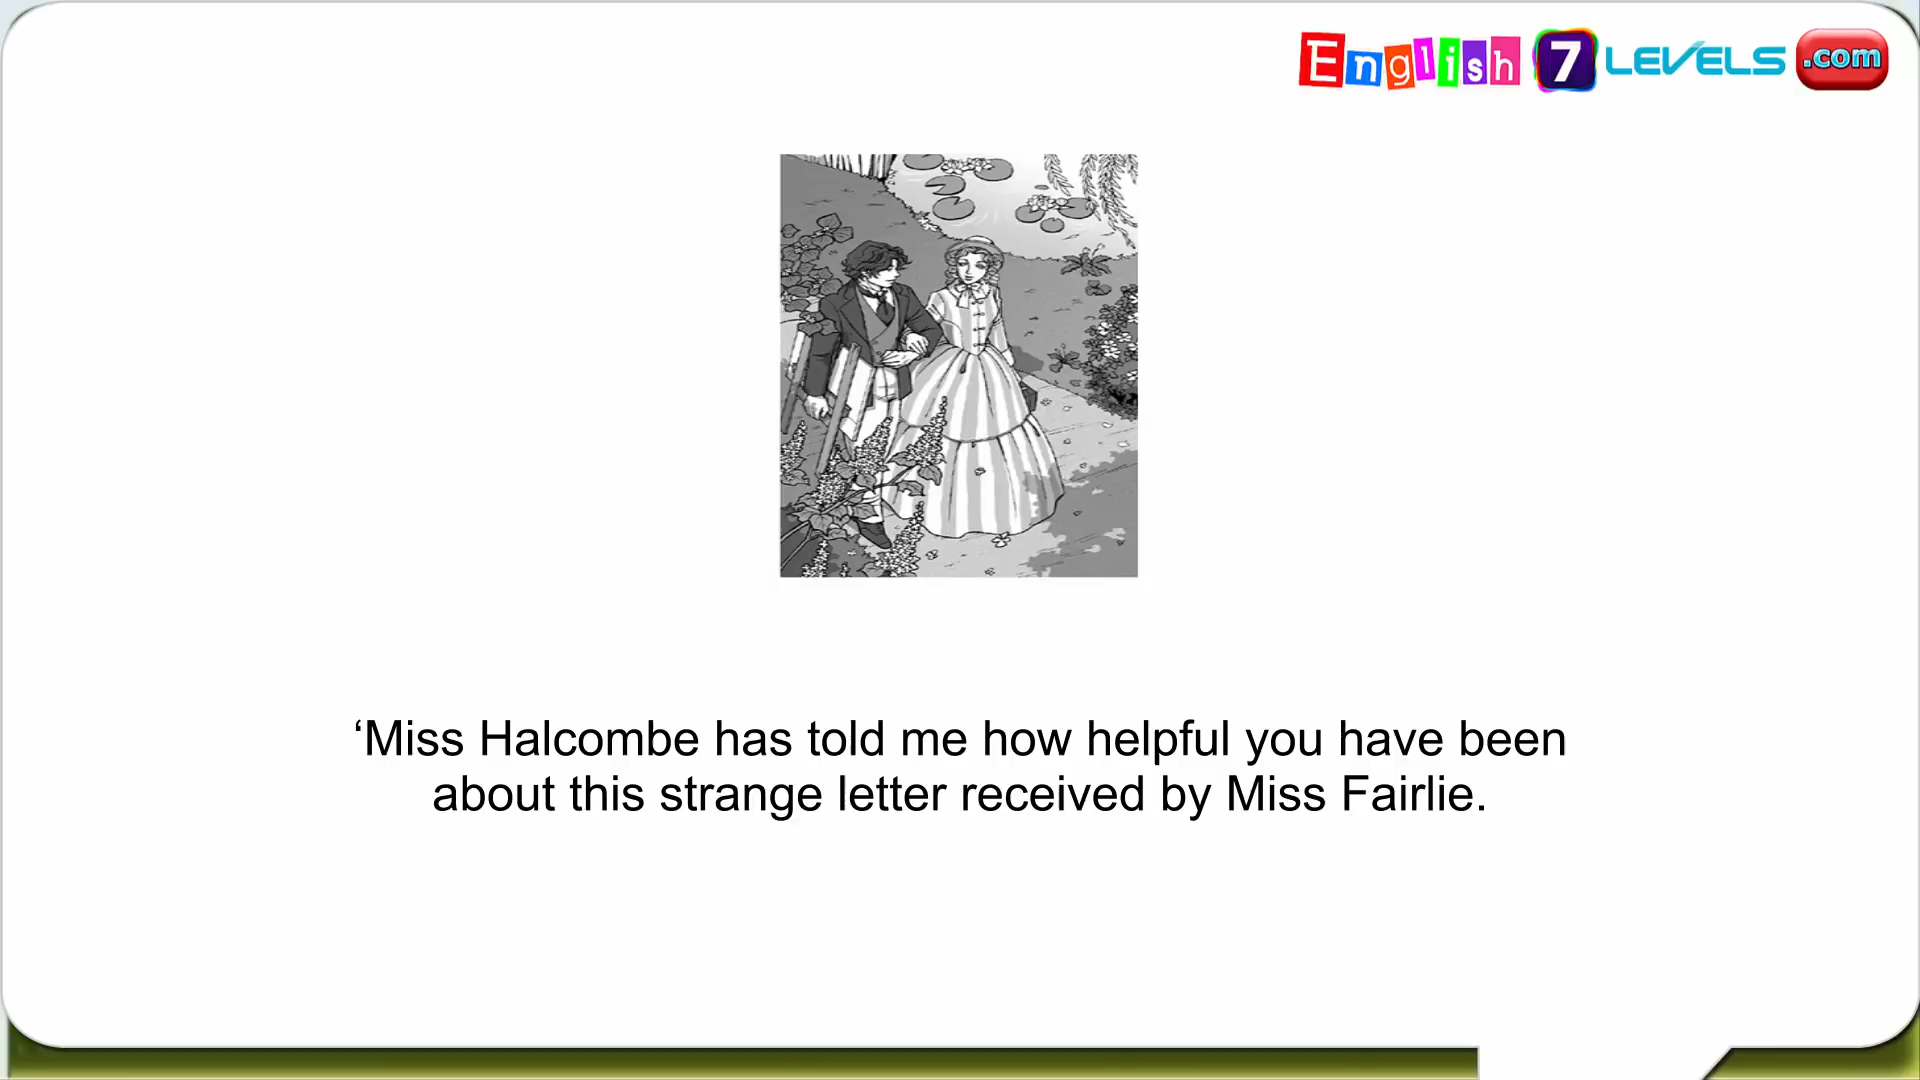 English 7 LEVELS .com
‘Miss Halcombe has told me how helpful you have been
about this strange letter received by Miss Fairlie.